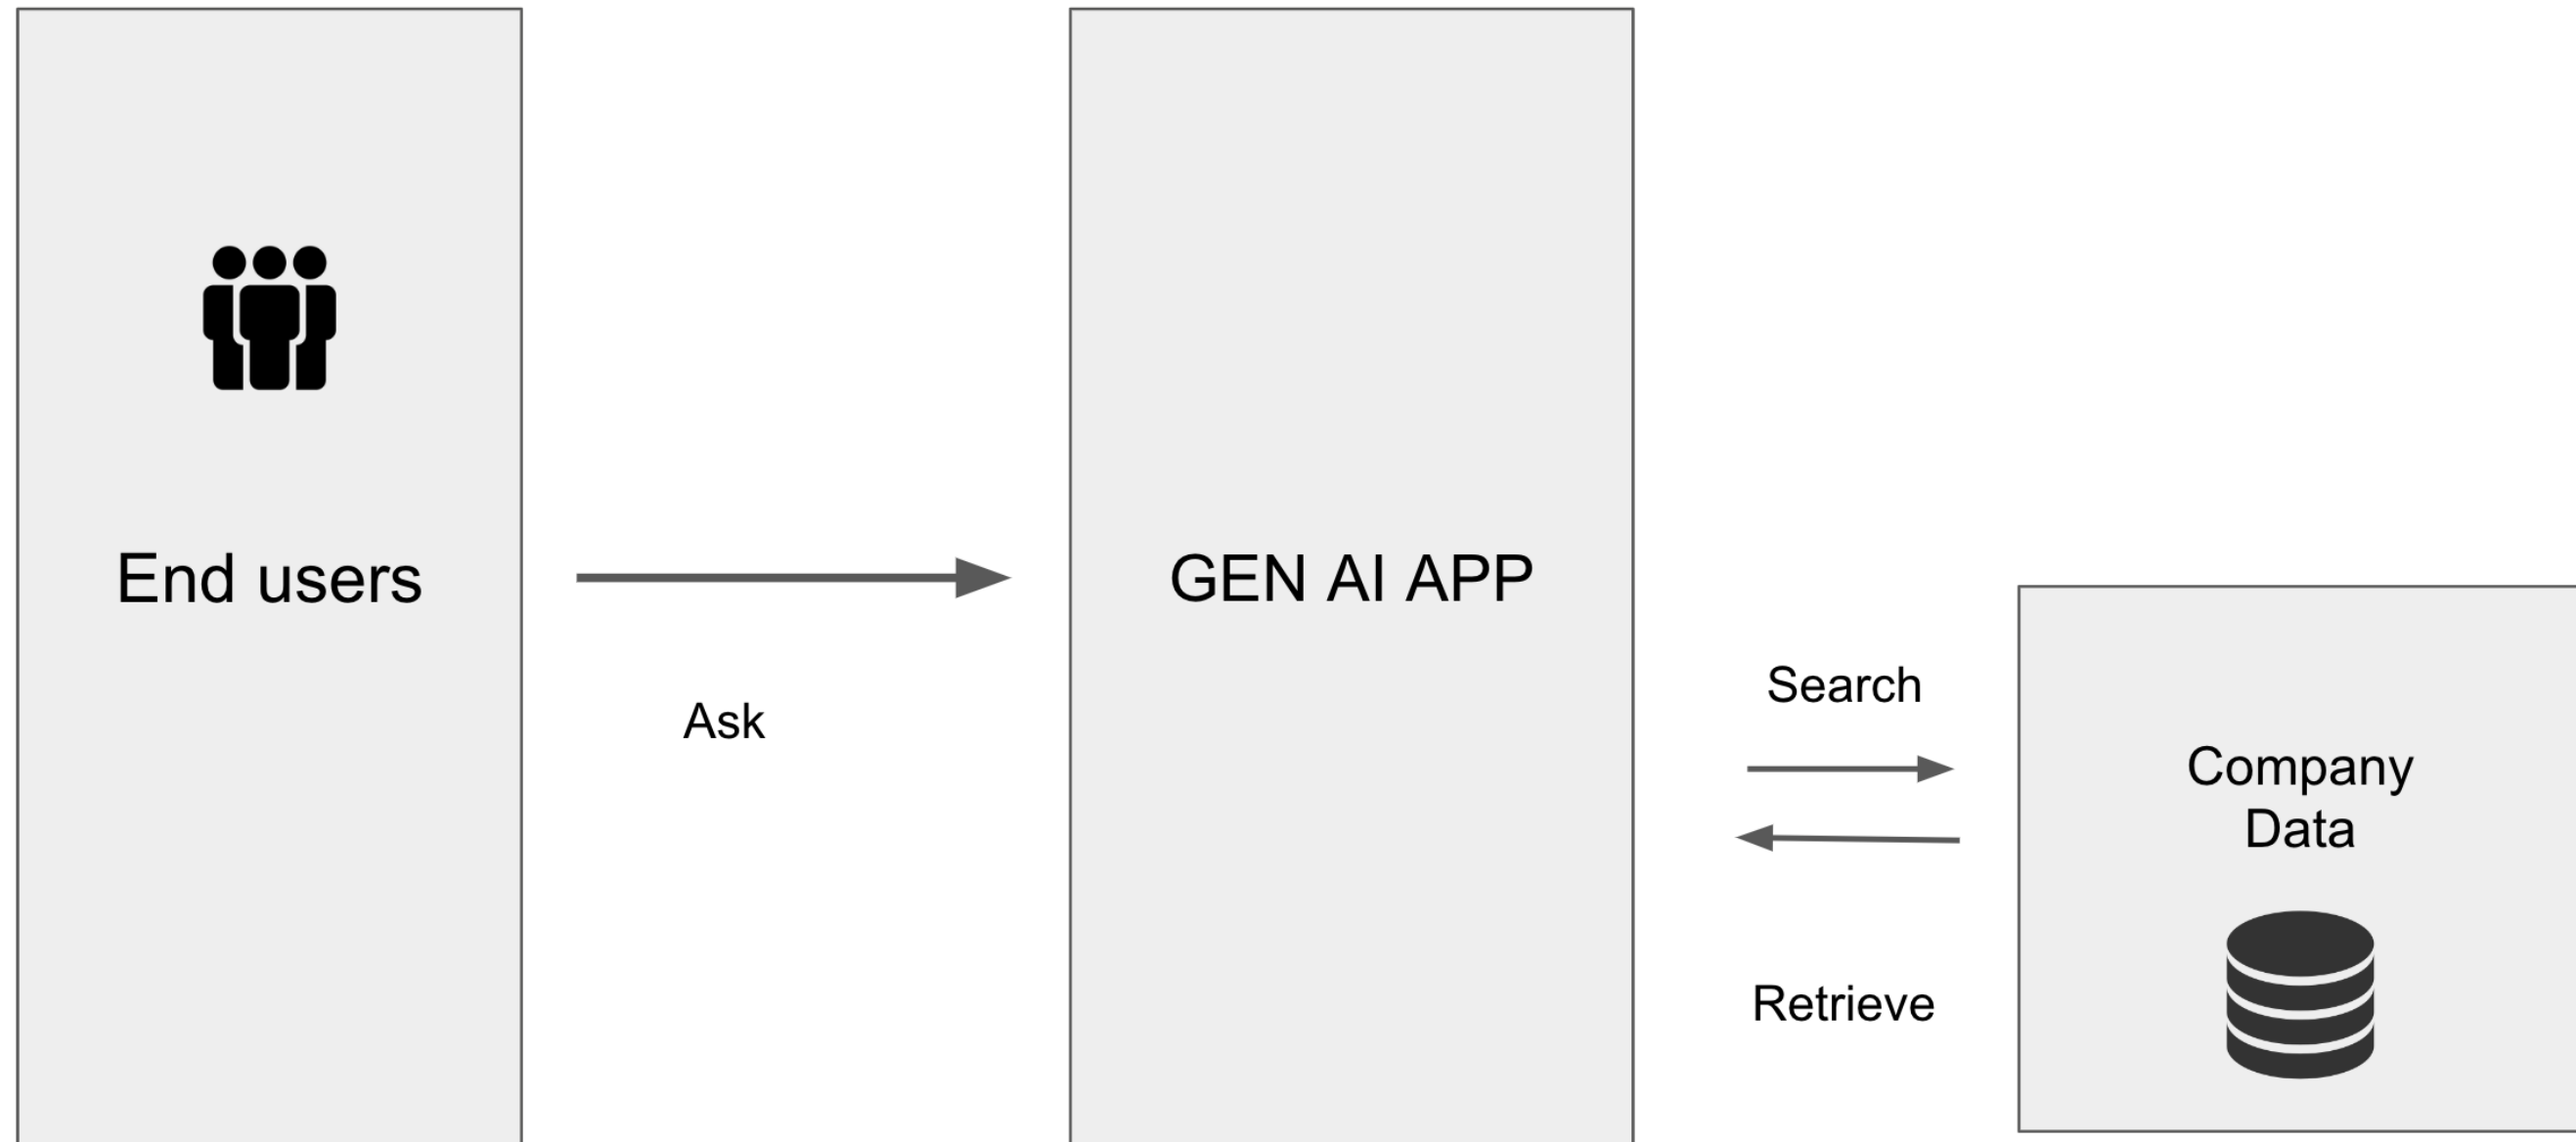 End users
Ask
GEN AI APP
Search
Retrieve
Company
Data